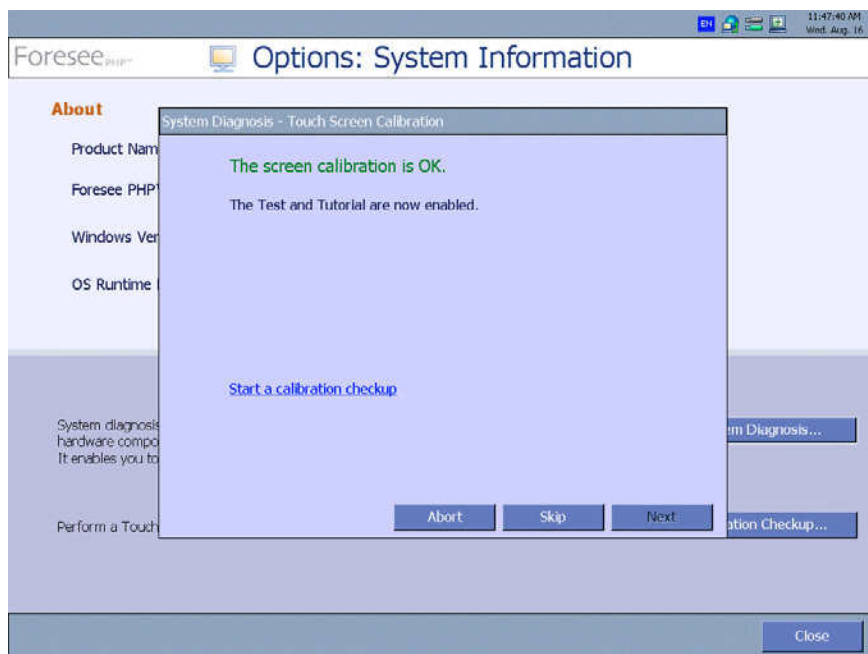 EN
11:47:40 AM
Wed. Aug. 16
Foresee PHP™
Options: System Information
About
Product Nam
Foresee PHP
Windows Ver
OS Runtime
System Diagnosis - Touch Screen Calibration
The screen calibration is OK.
The Test and Tutorial are now enabled.
Start a calibration checkup
Abort
Skip
Next
System diagnosis
hardware compo
It enables you to
em Diagnosis...
Perform a Touch
ation Checkup...
Close